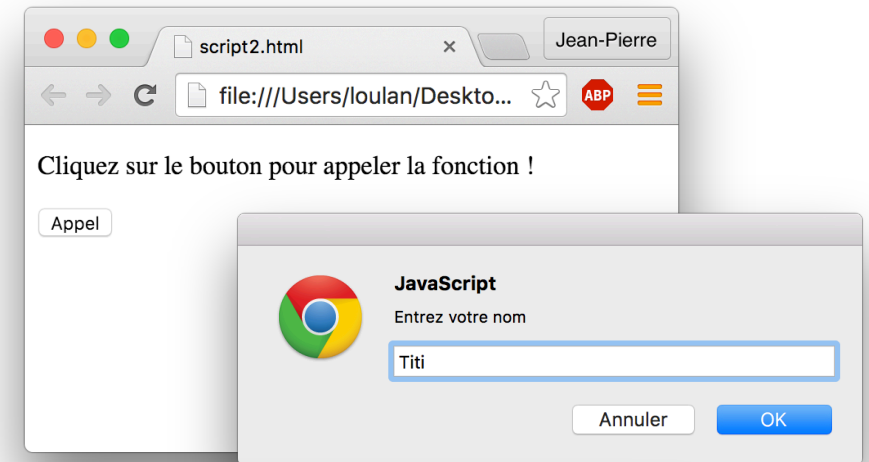 script2.html
Jean-Pierre
file:///Users/loulan/Deskto...
ABP
Cliquez sur le bouton pour appeler la fonction !
Appel
JavaScript
Entrez votre nom
Titi
Annuler OK